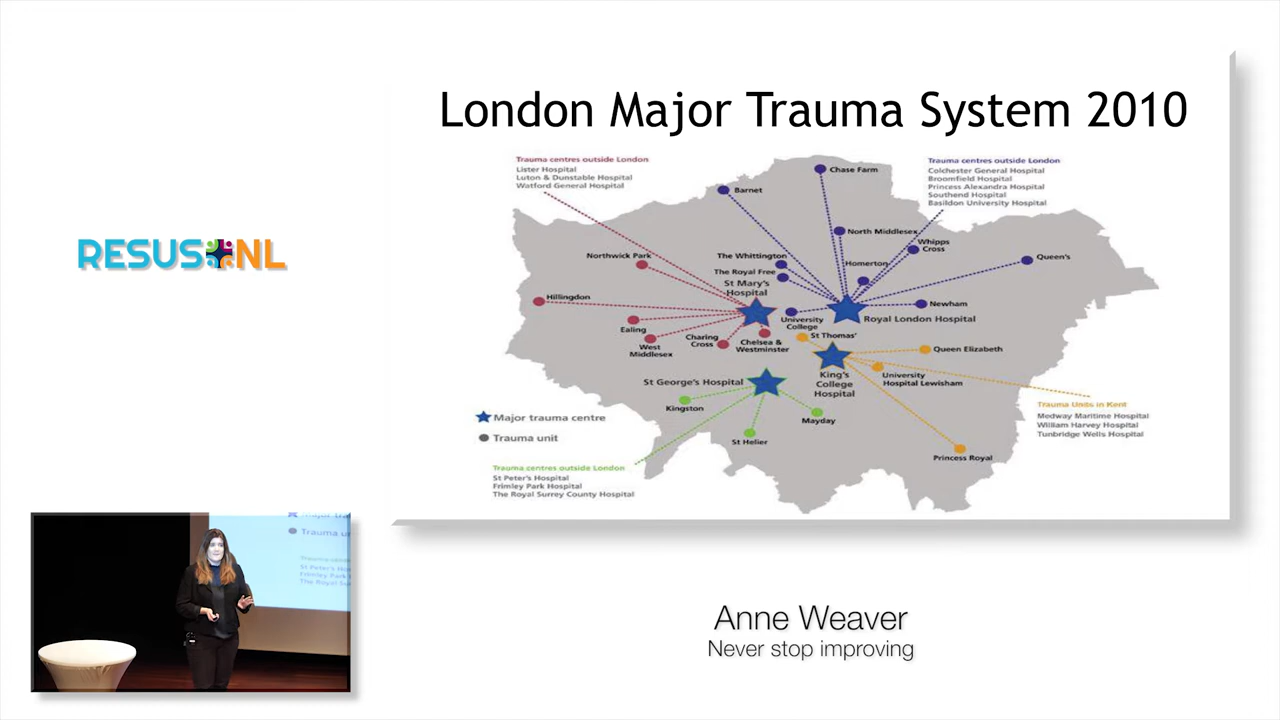 London Major Trauma System 2010
Trauma centres outside London
Lister Hospital
Luton & Dunstable Hospital
Watford General Hospital
Trauma centres outside London
Colchester General Hospital
Broomfield Hospital
Princess Alexandra Hospital
Southend Hospital
Basildon University Hospital
Chase Farm
Barnet
North Middlesex
Whipps
Cross
RESUS NL
Northwick Park
The Whittington
Homerton
Queen's
The Royal Free
St Mary's
Hospital
Hillingdon
Newham
University
College
Royal London Hospital
Ealing
West
Middlesex
Charing
Cross
Chelsea &
Westminster
St Thomas'
Queen Elizabeth
King's
College
Hospital
University
Hospital Lewisham
St George's Hospital
Kingston
Mayday
St Helier
Princess Royal
Trauma Units in Kent
Medway Maritime Hospital
William Harvey Hospital
Tunbridge Wells Hospital
Major trauma centre
Trauma unit
Trauma centres outside London
St Peter's Hospital
Frimley Park Hospital
The Royal Surrey County Hospital
Anne Weaver
Never stop improving